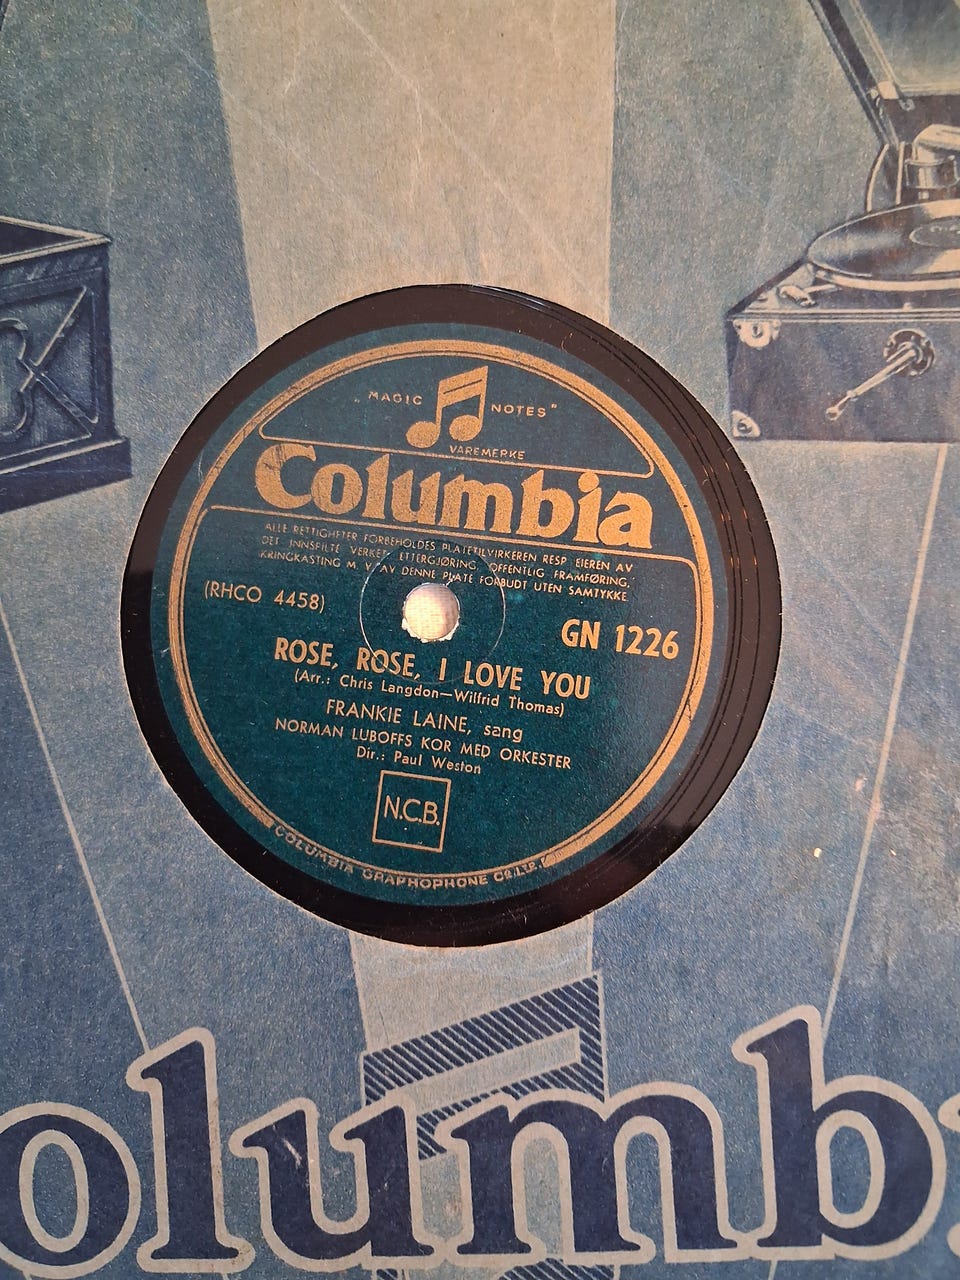 "MAGIC NOTES"
VAREMERKE
Columbia
ALLE RETTIGHETER FORBEHOLDES PLATETILVIRKEREN RESP EIEREN AV
DET INNSPILTE VERKET ETTERGJØRING, OFFENTLIG FRAMFØRING,
KRINGKASTING M. V. AV DENNE PLATE FORBUDT UTEN SAMTYKKE
(RHCO 4458)
GN 1226
ROSE, ROSE, I LOVE YOU
(Arr.: Chris Langdon—Wilfrid Thomas)
FRANKIE LAINE, sang
NORMAN LUBOFFS KOR MED ORKESTER
Dir.: Paul Weston
N.C.B.
COLUMBIA GRAPHOPHONE Co. LTD.
olumb